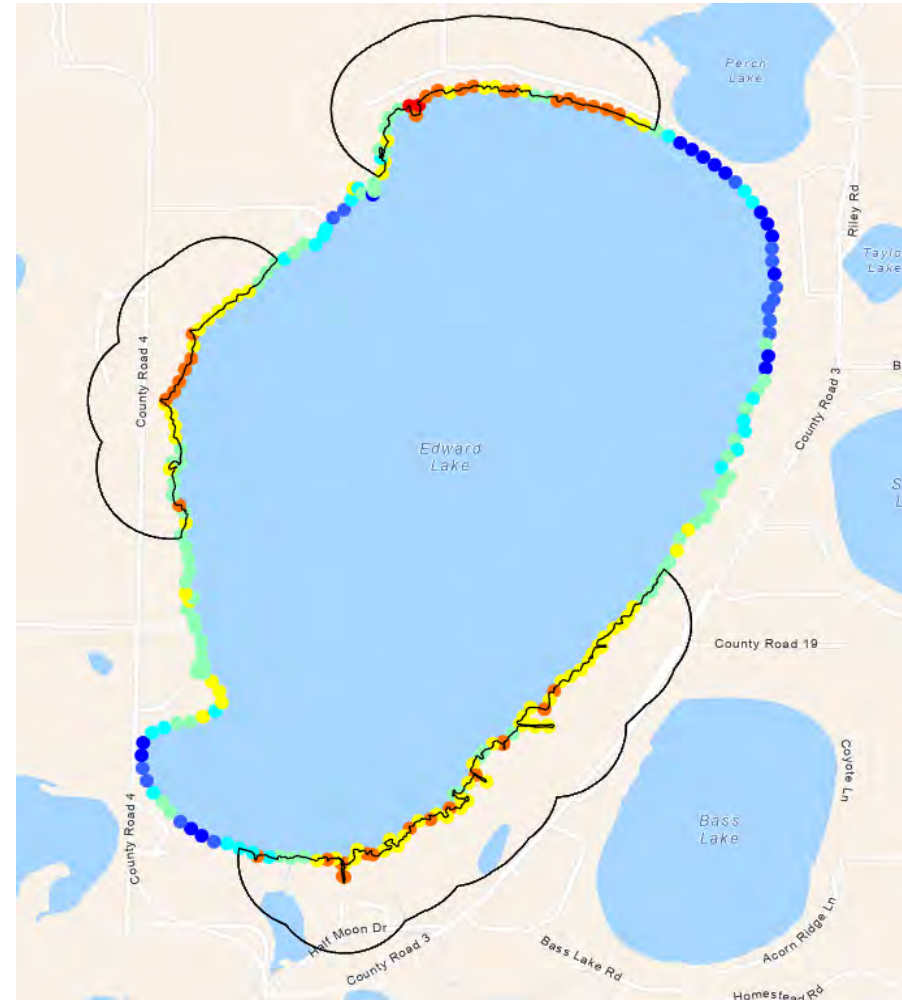 Perch
Lake
Riley Rd
Taylo
Lake
County Road 4
B
County Road 3
Edward
Lake
S
L
County Road 19
Coyote Ln
Bass
Lake
County Road 4
Half Moon Dr
County Road 3
Bass Lake Rd
Acorn Ridge Ln
Homestead Rd